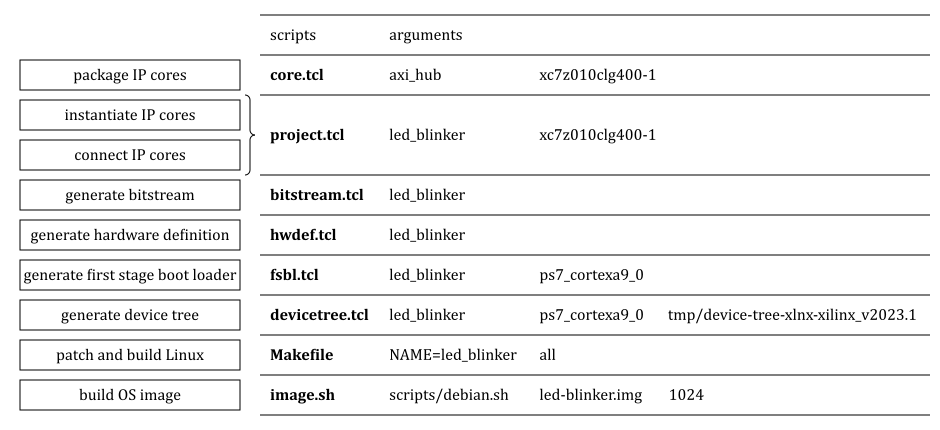 scripts arguments
package IP cores core.tcl axi_hub xc7z010clg400-1
instantiate IP cores
project.tcl led_blinker xc7z010clg400-1
connect IP cores
generate bitstream bitstream.tcl led_blinker
generate hardware definition hwdef.tcl led_blinker
generate first stage boot loader fsbl.tcl led_blinker ps7_cortexa9_0
generate device tree devicetree.tcl led_blinker ps7_cortexa9_0 tmp/device-tree-xlnx-xilinx_v2023.1
patch and build Linux Makefile NAME=led_blinker all
build OS image image.sh scripts/debian.sh led-blinker.img 1024